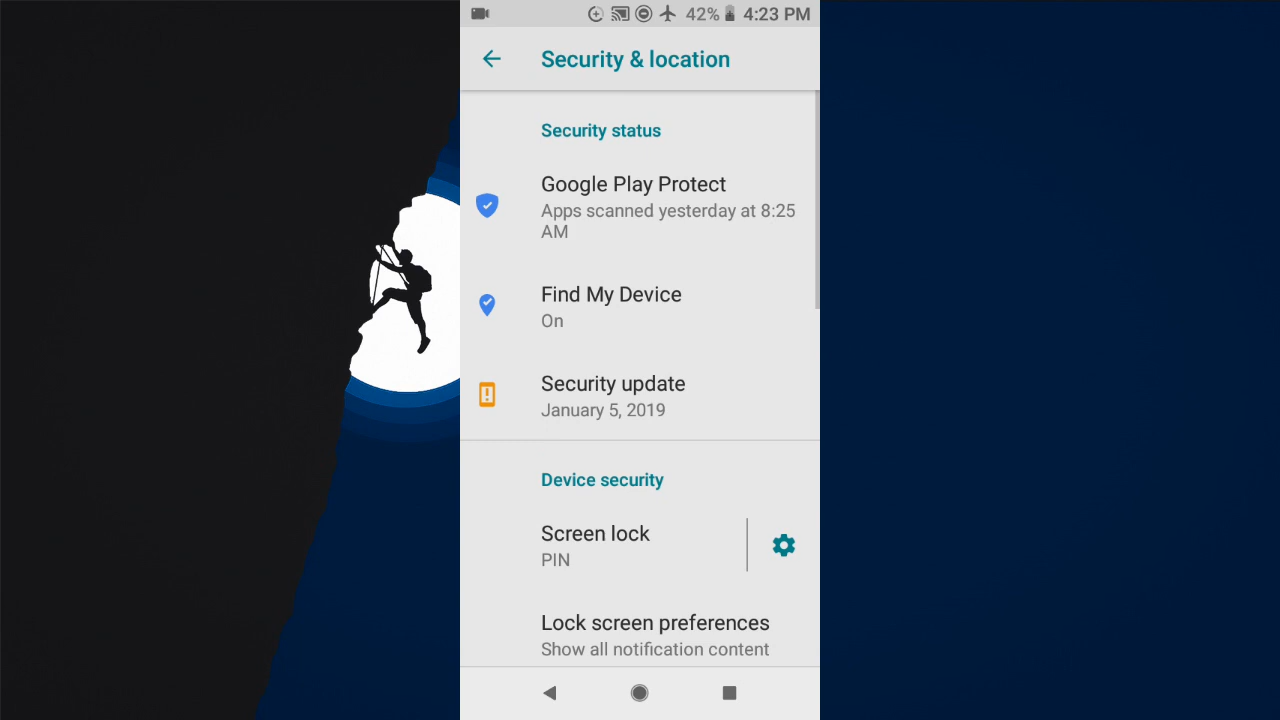 42% 4:23 PM
Security & location
Security status
Google Play Protect
Apps scanned yesterday at 8:25
AM
Find My Device
On
Security update
January 5, 2019
Device security
Screen lock
PIN
Lock screen preferences
Show all notification content